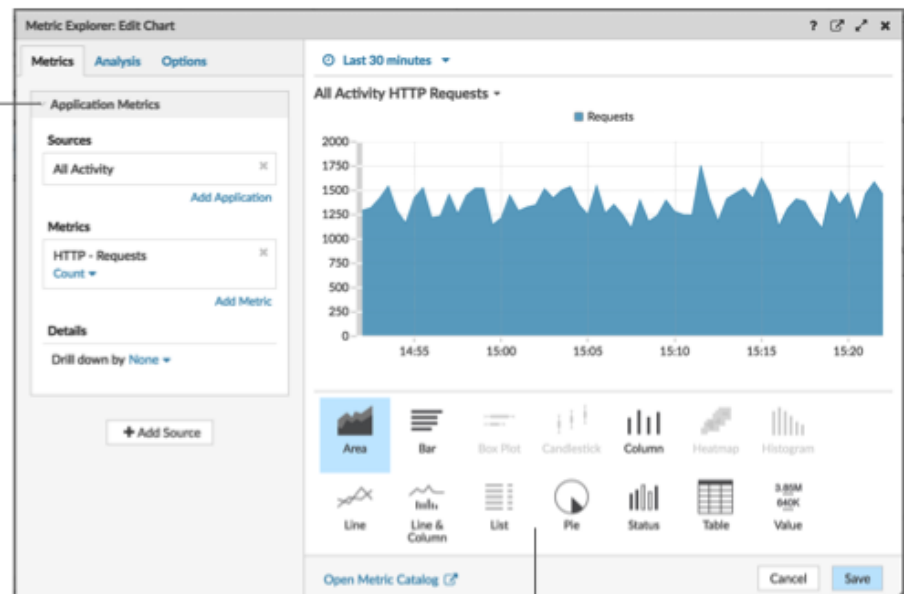 Metric Explorer: Edit Chart
?
Metrics Analysis Options
Application Metrics
Sources
All Activity
Add Application
Metrics
HTTP - Requests
Count
Add Metric
Details
Drill down by None
+ Add Source
Last 30 minutes
All Activity HTTP Requests
Requests
2000
1750
1500
1250
1000
750
500
250
0
14:55 15:00 15:05 15:10 15:15 15:20
Area Bar Box Plot Candlestick Column Heatmap Histogram
3.85M
640K
Line Line & Column List Pie Status Table Value
Open Metric Catalog
Cancel Save